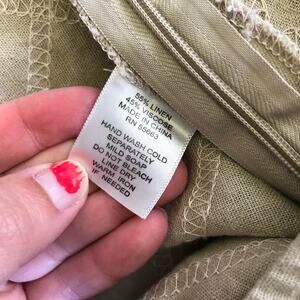 55% LINEN
45% VISCOSE
MADE IN CHINA
RN 55663
HAND WASH COLD
SEPARATELY
MILD SOAP
DO NOT BLEACH
LINE DRY
WARM IRON
IF NEEDED